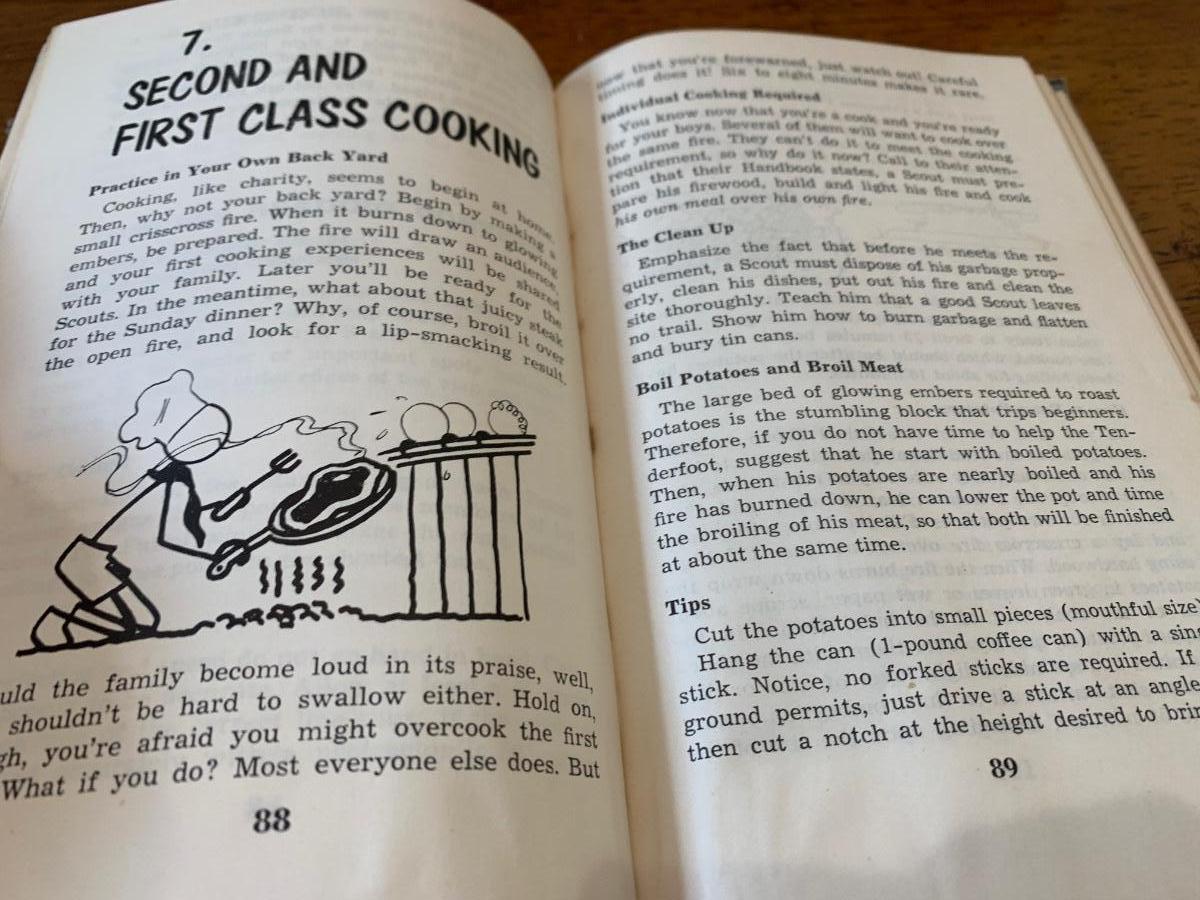 7.
SECOND AND
FIRST CLASS COOKING
Practice in Your Own Back Yard
Cooking, like charity, seems to begin at home.
Then, why not your back yard? Begin by making a
small crisscross fire. When it burns down to glowing
embers, be prepared. The fire will draw an audience,
and your first cooking experiences will be shared
with your family. Later you'll be ready for the
Scouts. In the meantime, what about that juicy steak
for the Sunday dinner? Why, of course, broil it over
the open fire, and look for a lip-smacking result.
uld the family become loud in its praise, well,
shouldn't be hard to swallow either. Hold on,
gh, you're afraid you might overcook the first
What if you do? Most everyone else does. But
88
now that you're forewarned, just watch out! Careful
timing does it! Six to eight minutes makes it rare.
Individual Cooking Required
You know now that you're a cook and you're ready
for your boys. Several of them will want to cook over
the same fire. They can't do it to meet the cooking
requirement, so why do it now? Call to their atten-
tion that their Handbook states, a Scout must pre-
pare his firewood, build and light his fire and cook
his own meal over his own fire.
The Clean Up
Emphasize the fact that before he meets the re-
quirement, a Scout must dispose of his garbage prop-
erly, clean his dishes, put out his fire and clean the
site thoroughly. Teach him that a good Scout leaves
no trail. Show him how to burn garbage and flatten
and bury tin cans.
Boil Potatoes and Broil Meat
The large bed of glowing embers required to roast
potatoes is the stumbling block that trips beginners.
Therefore, if you do not have time to help the Ten-
derfoot, suggest that he start with boiled potatoes.
Then, when his potatoes are nearly boiled and his
fire has burned down, he can lower the pot and time
the broiling of his meat, so that both will be finished
at about the same time.
Tips
Cut the potatoes into small pieces (mouthful size)
Hang the can (1-pound coffee can) with a sin
stick. Notice, no forked sticks are required. If
ground permits, just drive a stick at an angle
then cut a notch at the height desired to brin
89